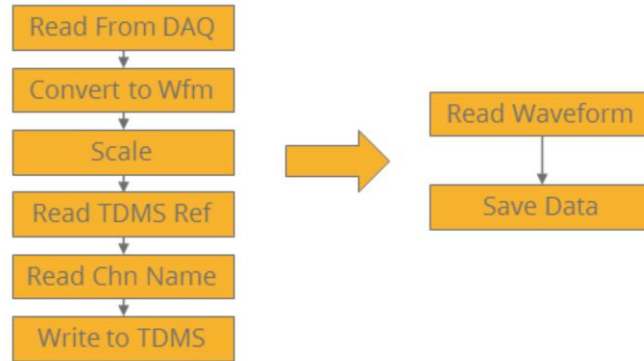 Read From DAQ
Convert to Wfm
Scale
Read TDMS Ref
Read Chn Name
Write to TDMS
Read Waveform
Save Data